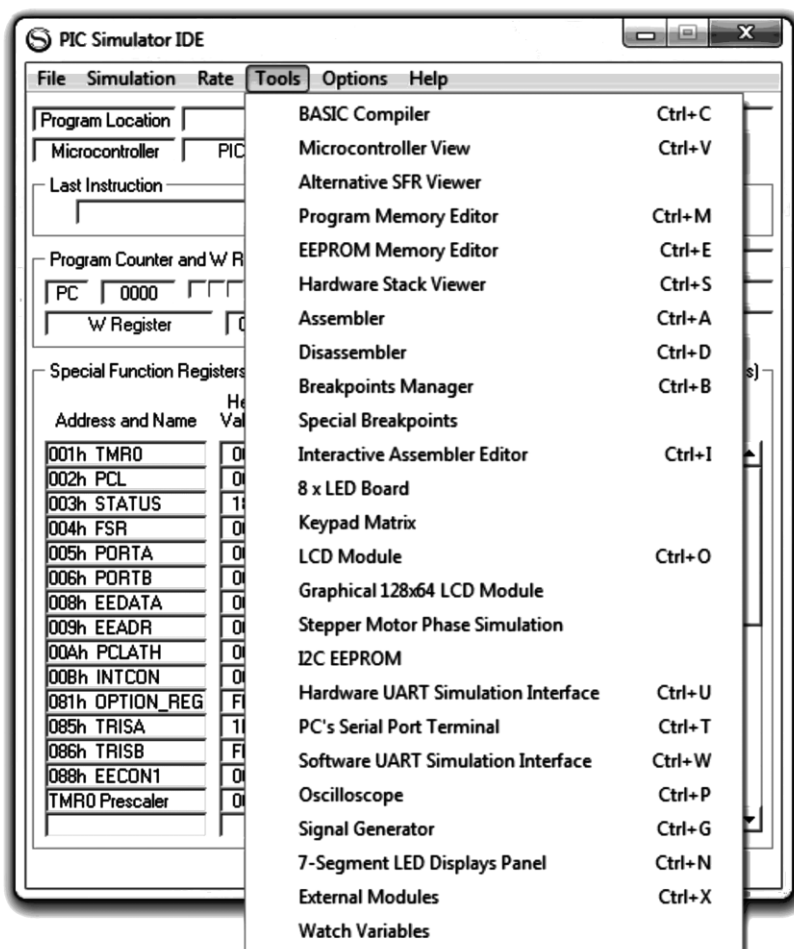 PIC Simulator IDE
File Simulation Rate Tools Options Help
Program Location
Microcontroller PIC
Last Instruction
Program Counter and W R
PC 0000
W Register
Special Function Registers s)
Address and Name
001h TMR0
002h PCL
003h STATUS
004h FSR
005h PORTA
006h PORTB
008h EEDATA
009h EEADR
00Ah PCLATH
00Bh INTCON
081h OPTION_REG
085h TRISA
086h TRISB
088h EECON1
TMR0 Prescaler
BASIC Compiler Ctrl+C
Microcontroller View Ctrl+V
Alternative SFR Viewer
Program Memory Editor Ctrl+M
EEPROM Memory Editor Ctrl+E
Hardware Stack Viewer Ctrl+S
Assembler Ctrl+A
Disassembler Ctrl+D
Breakpoints Manager Ctrl+B
Special Breakpoints
Interactive Assembler Editor Ctrl+I
8 x LED Board
Keypad Matrix
LCD Module Ctrl+O
Graphical 128x64 LCD Module
Stepper Motor Phase Simulation
I2C EEPROM
Hardware UART Simulation Interface Ctrl+U
PC's Serial Port Terminal Ctrl+T
Software UART Simulation Interface Ctrl+W
Oscilloscope Ctrl+P
Signal Generator Ctrl+G
7-Segment LED Displays Panel Ctrl+N
External Modules Ctrl+X
Watch Variables